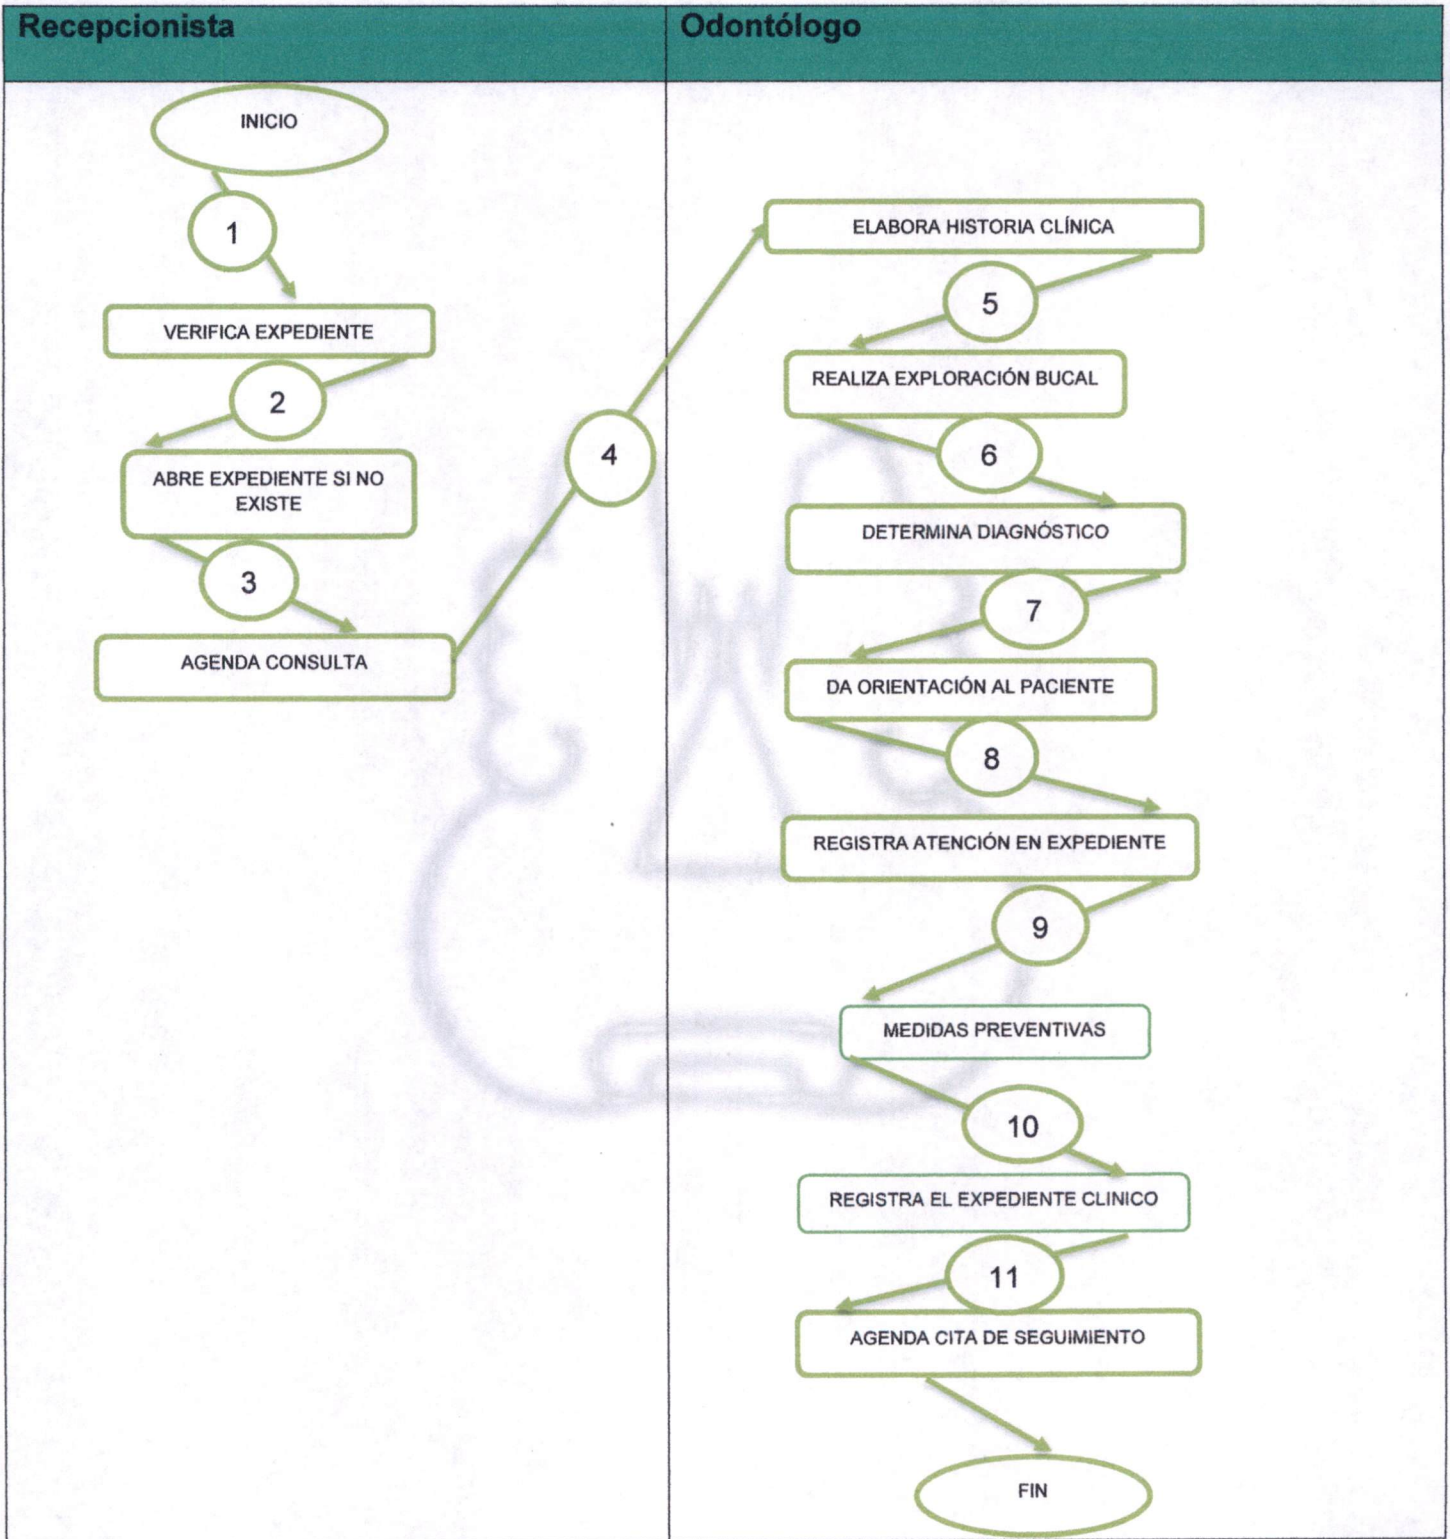 Recepcionista
Odontólogo
INICIO
1
VERIFICA EXPEDIENTE
2
ABRE EXPEDIENTE SI NO
EXISTE
3
AGENDA CONSULTA
4
ELABORA HISTORIA CLÍNICA
5
REALIZA EXPLORACIÓN BUCAL
6
DETERMINA DIAGNÓSTICO
7
DA ORIENTACIÓN AL PACIENTE
8
REGISTRA ATENCIÓN EN EXPEDIENTE
9
MEDIDAS PREVENTIVAS
10
REGISTRA EL EXPEDIENTE CLINICO
11
AGENDA CITA DE SEGUIMIENTO
FIN